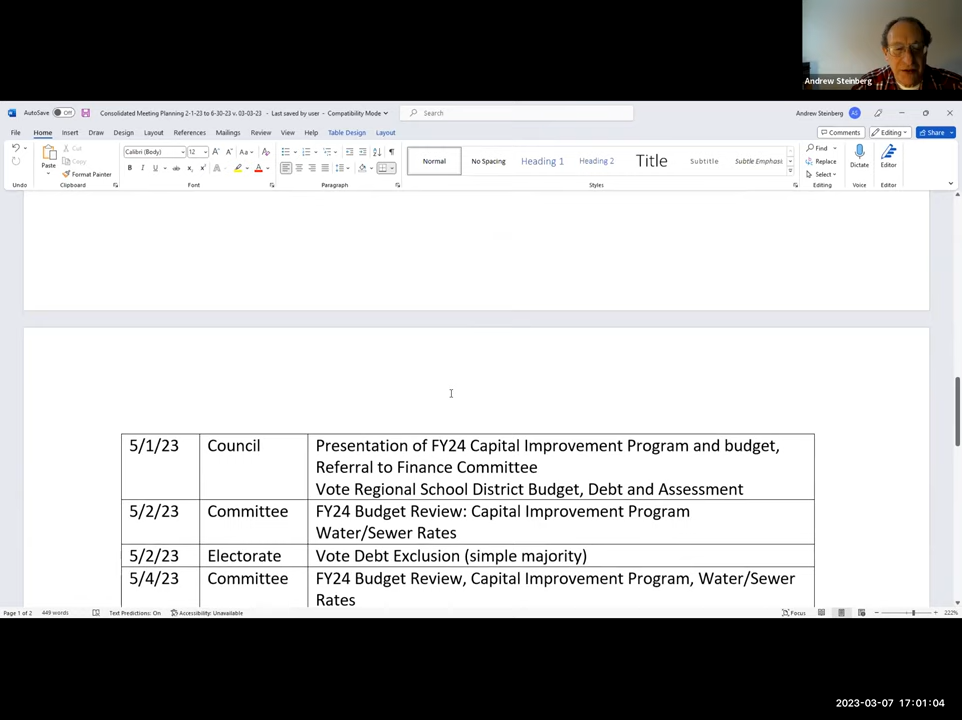 Andrew Steinberg
AutoSave Off Consolidated Meeting Planning 2-1-23 to 6-30-23 v. 03-03-23 • Last saved by user – Compatibility Mode Search Andrew Steinberg AS
File Home Insert Draw Design Layout References Mailings Review View Help Table Design Layout Comments Editing Share
Paste Cut Copy Format Painter
Calibri (Body) 12
Normal No Spacing Heading 1 Heading 2 Title Subtitle Subtle Emphasis
Find Replace Select Dictate Editor
Undo Clipboard Font Paragraph Styles Editing Voice Editor
5/1/23 Council Presentation of FY24 Capital Improvement Program and budget,
Referral to Finance Committee
Vote Regional School District Budget, Debt and Assessment
5/2/23 Committee FY24 Budget Review: Capital Improvement Program
Water/Sewer Rates
5/2/23 Electorate Vote Debt Exclusion (simple majority)
5/4/23 Committee FY24 Budget Review, Capital Improvement Program, Water/Sewer
Rates
Page 1 of 2 449 words Text Predictions: On Accessibility: Unavailable Focus 222%
2023-03-07 17:01:04